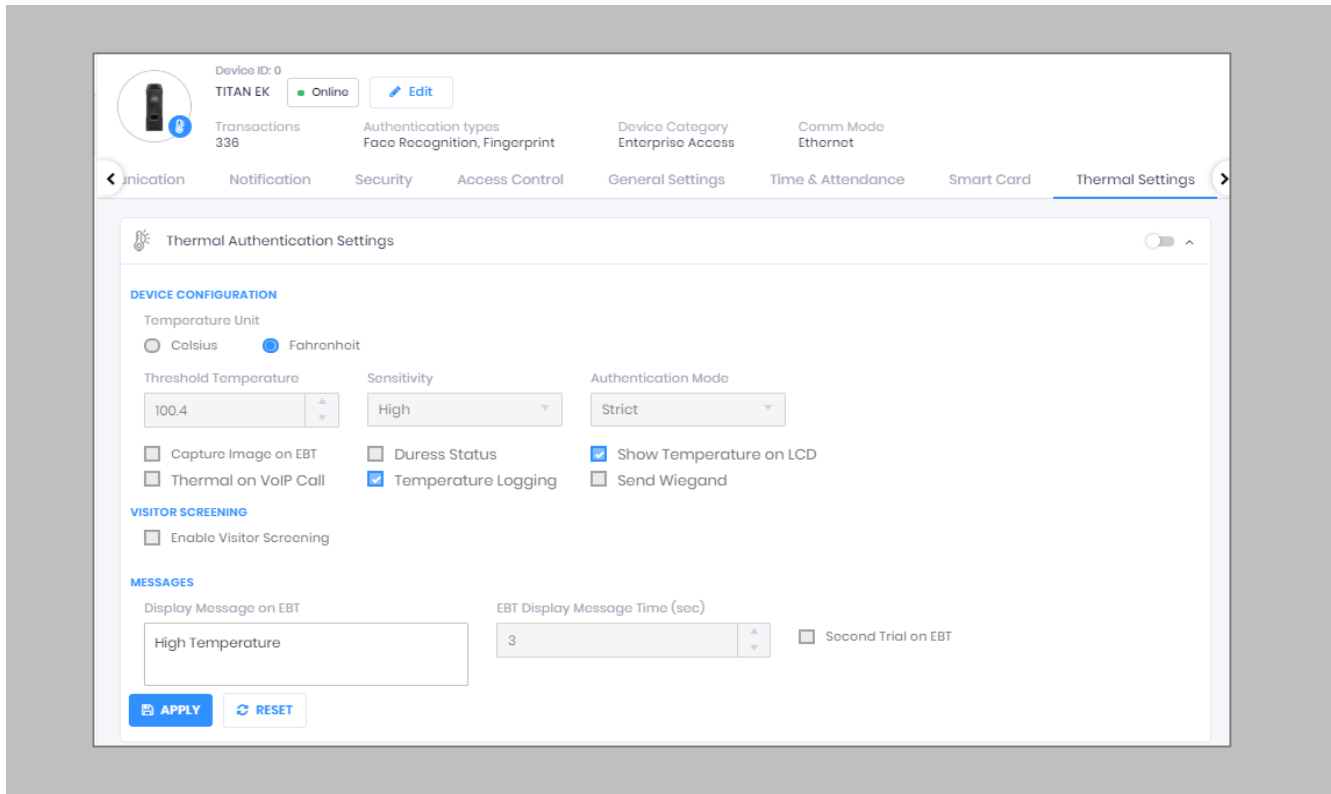 Device ID: 0
TITAN EK Online Edit
Transactions Authentication types Device Category Comm Mode
336 Face Recognition, Fingerprint Enterprise Access Ethernet
unication Notification Security Access Control General Settings Time & Attendance Smart Card Thermal Settings
Thermal Authentication Settings
DEVICE CONFIGURATION
Temperature Unit
Celsius Fahrenheit
Threshold Temperature Sensitivity Authentication Mode
100.4 High Strict
Capture Image on EBT Duress Status Show Temperature on LCD
Thermal on VoIP Call Temperature Logging Send Wiegand
VISITOR SCREENING
Enable Visitor Screening
MESSAGES
Display Message on EBT EBT Display Message Time (sec)
High Temperature 3 Second Trial on EBT
APPLY RESET